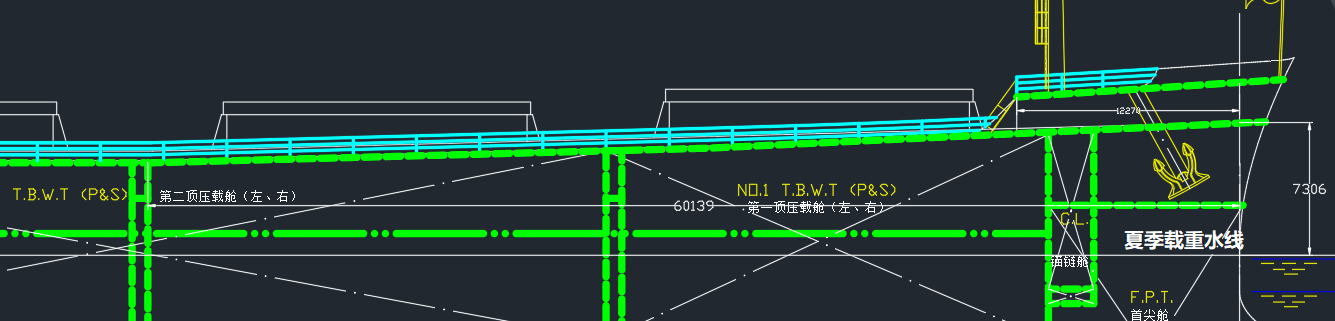 12270
T.B.W.T (P&S)
第二顶压载舱（左、右）
NO.1 T.B.W.T (P&S)
第一顶压载舱（左、右）
60139
7306
C.L.
夏季载重水线
锚链舱
F.P.T.
首尖舱